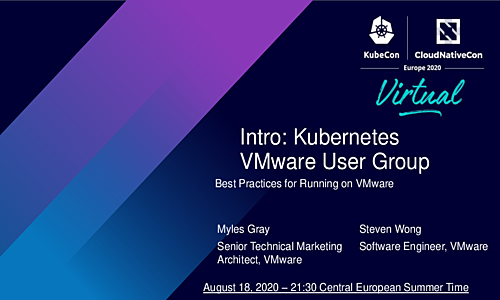 KubeCon
CloudNativeCon
Europe 2020
Virtual
Intro: Kubernetes
VMware User Group
Best Practices for Running on VMware
Myles Gray
Senior Technical Marketing
Architect, VMware
Steven Wong
Software Engineer, VMware
August 18, 2020 – 21:30 Central European Summer Time